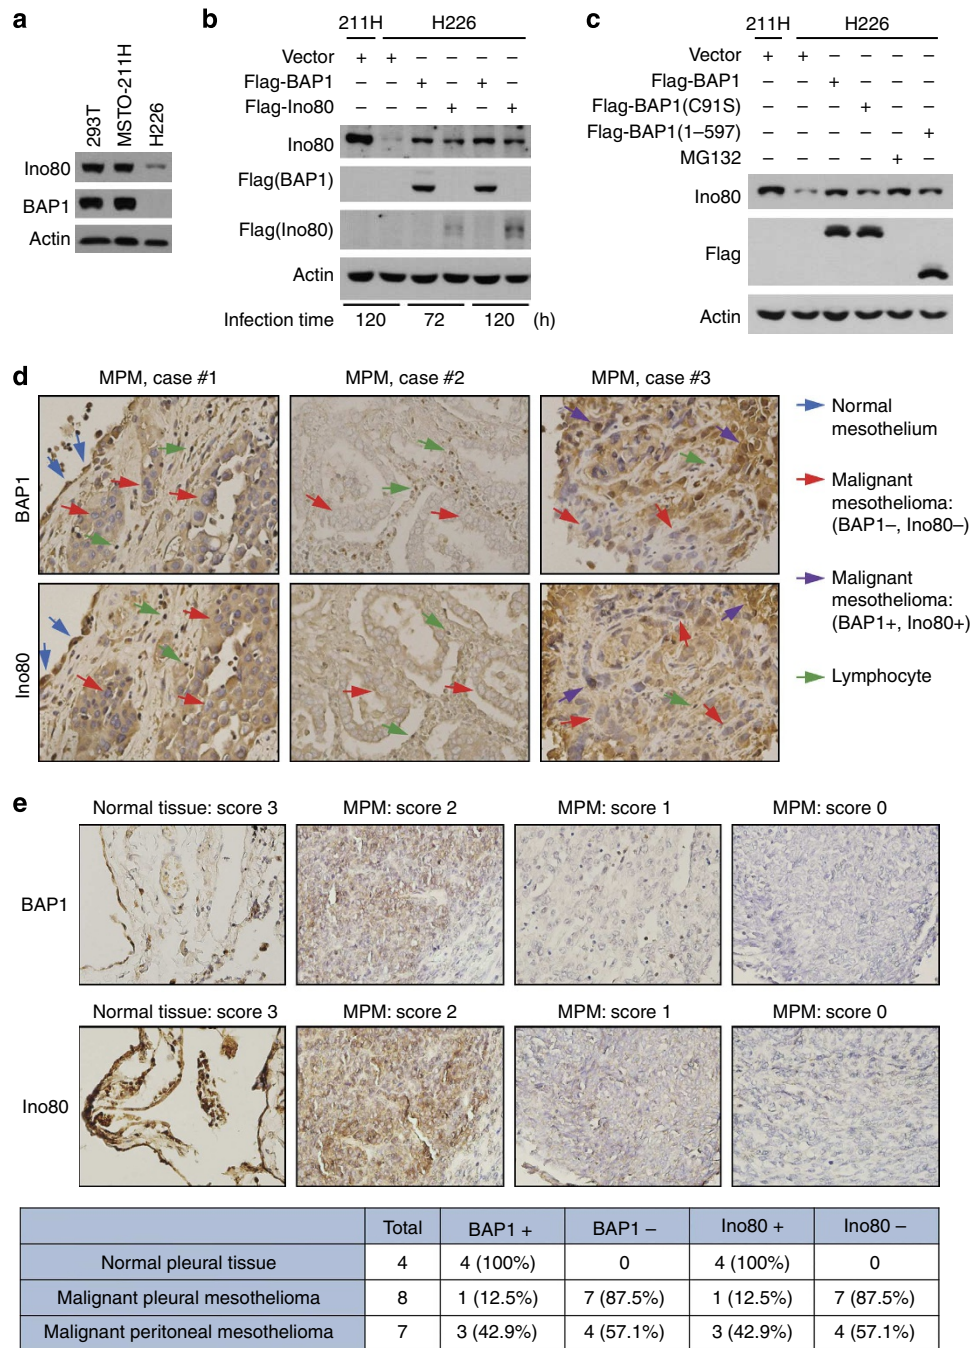 a
293T
MSTO-211H
H226
Ino80
BAP1
Actin
b
211H H226
Vector + + – – – –
Flag-BAP1 – – + – + –
Flag-Ino80 – – – + – +
Ino80
Flag(BAP1)
Flag(Ino80)
Actin
Infection time 120 72 120 (h)
c
211H H226
Vector + + – – – –
Flag-BAP1 – – + – – –
Flag-BAP1(C91S) – – – + – –
Flag-BAP1(1–597) – – – – – +
MG132 – – – – + –
Ino80
Flag
Actin
d
MPM, case #1 MPM, case #2 MPM, case #3
BAP1
Ino80
Normal
mesothelium
Malignant
mesothelioma:
(BAP1–, Ino80–)
Malignant
mesothelioma:
(BAP1+, Ino80+)
Lymphocyte
e
Normal tissue: score 3 MPM: score 2 MPM: score 1 MPM: score 0
BAP1
Normal tissue: score 3 MPM: score 2 MPM: score 1 MPM: score 0
Ino80
Total BAP1 + BAP1 – Ino80 + Ino80 –
Normal pleural tissue 4 4 (100%) 0 4 (100%) 0
Malignant pleural mesothelioma 8 1 (12.5%) 7 (87.5%) 1 (12.5%) 7 (87.5%)
Malignant peritoneal mesothelioma 7 3 (42.9%) 4 (57.1%) 3 (42.9%) 4 (57.1%)